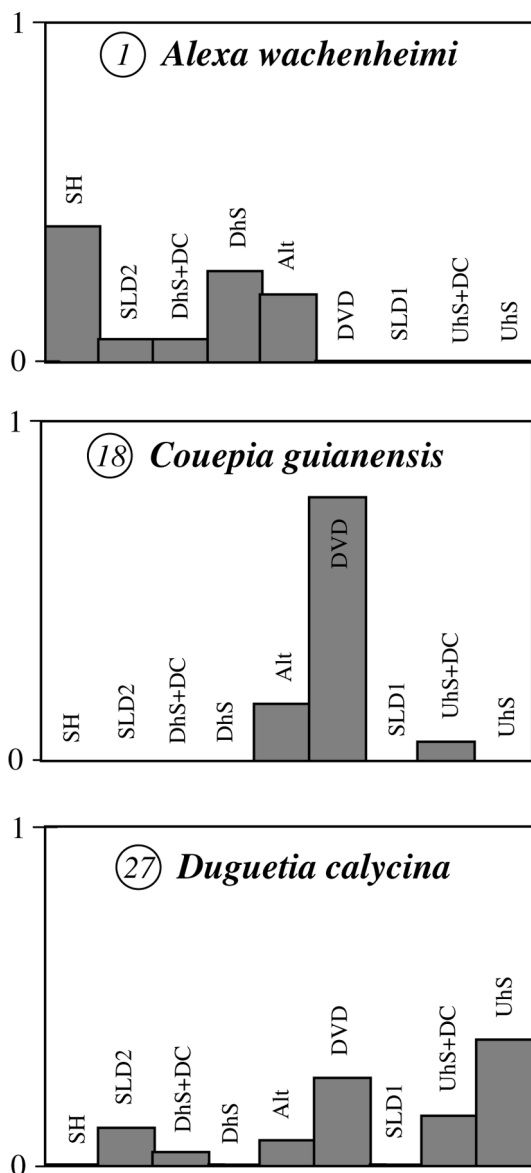 1
1 Alexa wachenheimi
SH
SLD2
DhS+DC
DhS
Alt
DVD
SLD1
UhS+DC
UhS
0
1
18 Couepia guianensis
SH
SLD2
DhS+DC
DhS
Alt
DVD
SLD1
UhS+DC
UhS
0
1
27 Duguetia calycina
SH
SLD2
DhS+DC
DhS
Alt
DVD
SLD1
UhS+DC
UhS
0